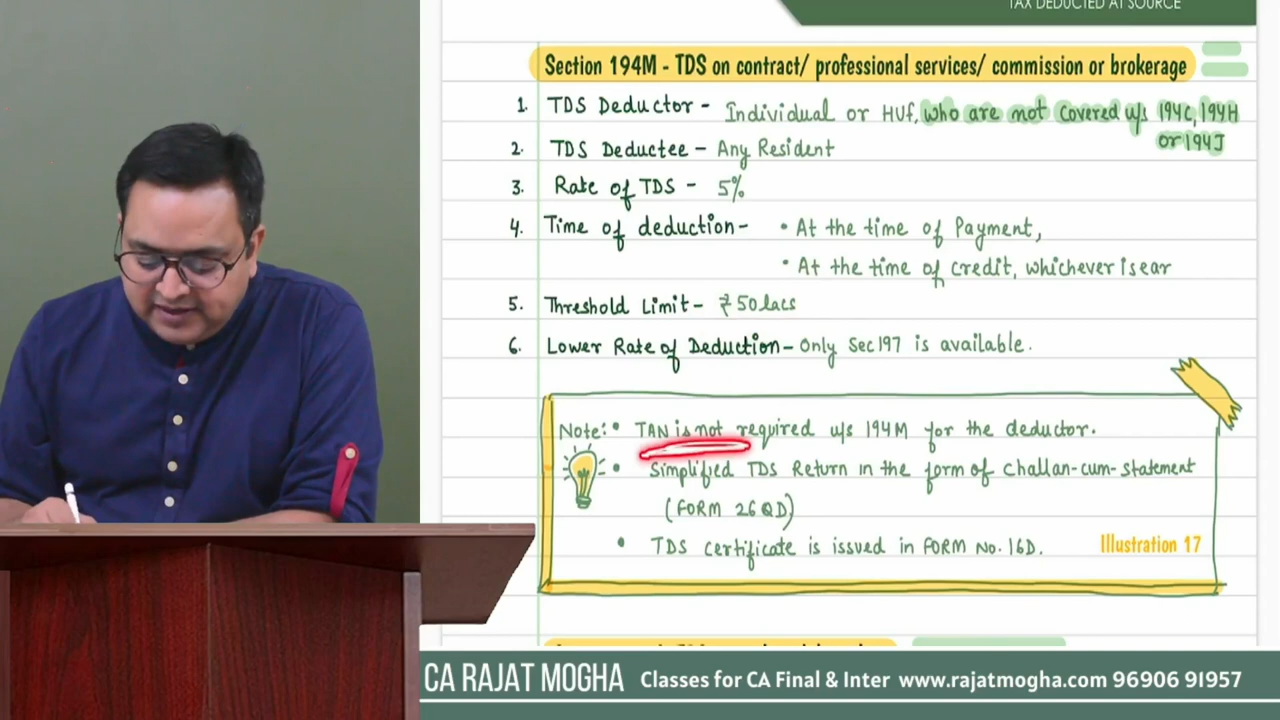 TAX DEDUCTED AT SOURCE
Section 194M - TDS on contract/ professional services/ commission or brokerage
1. TDS Deductor - Individual or HUF, who are not covered u/s 194C, 194H
or 194J
2. TDS Deductee - Any Resident
3. Rate of TDS - 5%
4. Time of deduction - • At the time of Payment,
• At the time of credit, whichever is ear
5. Threshold Limit - ₹ 50 lacs
6. Lower Rate of Deduction - Only Sec 197 is available.
Note: • TAN is not required u/s 194M for the deductor.
• Simplified TDS Return in the form of Challan-cum-statement
(FORM 26QD)
• TDS certificate is issued in FORM No. 16D. Illustration 17
CA RAJAT MOGHA Classes for CA Final & Inter www.rajatmogha.com 96906 91957